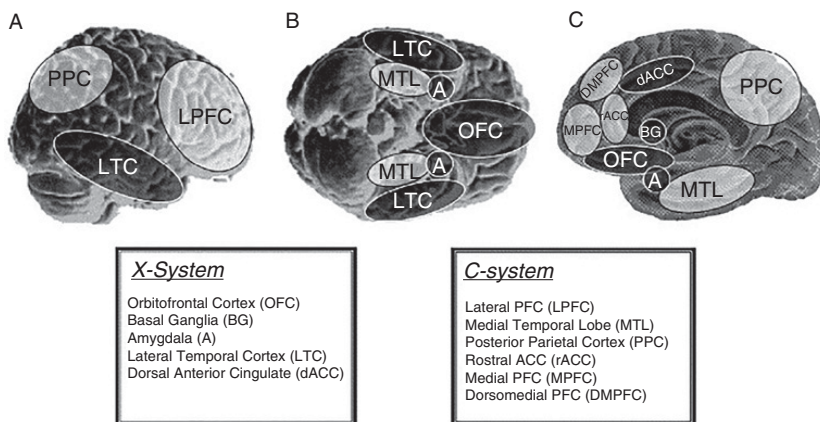 A
B
C
PPC
LPFC
LTC
LTC
MTL
A
OFC
MTL
A
LTC
DMPFC
dACC
PPC
MPFC
rACC
BG
OFC
A
MTL
X-System
Orbitofrontal Cortex (OFC)
Basal Ganglia (BG)
Amygdala (A)
Lateral Temporal Cortex (LTC)
Dorsal Anterior Cingulate (dACC)
C-system
Lateral PFC (LPFC)
Medial Temporal Lobe (MTL)
Posterior Parietal Cortex (PPC)
Rostral ACC (rACC)
Medial PFC (MPFC)
Dorsomedial PFC (DMPFC)